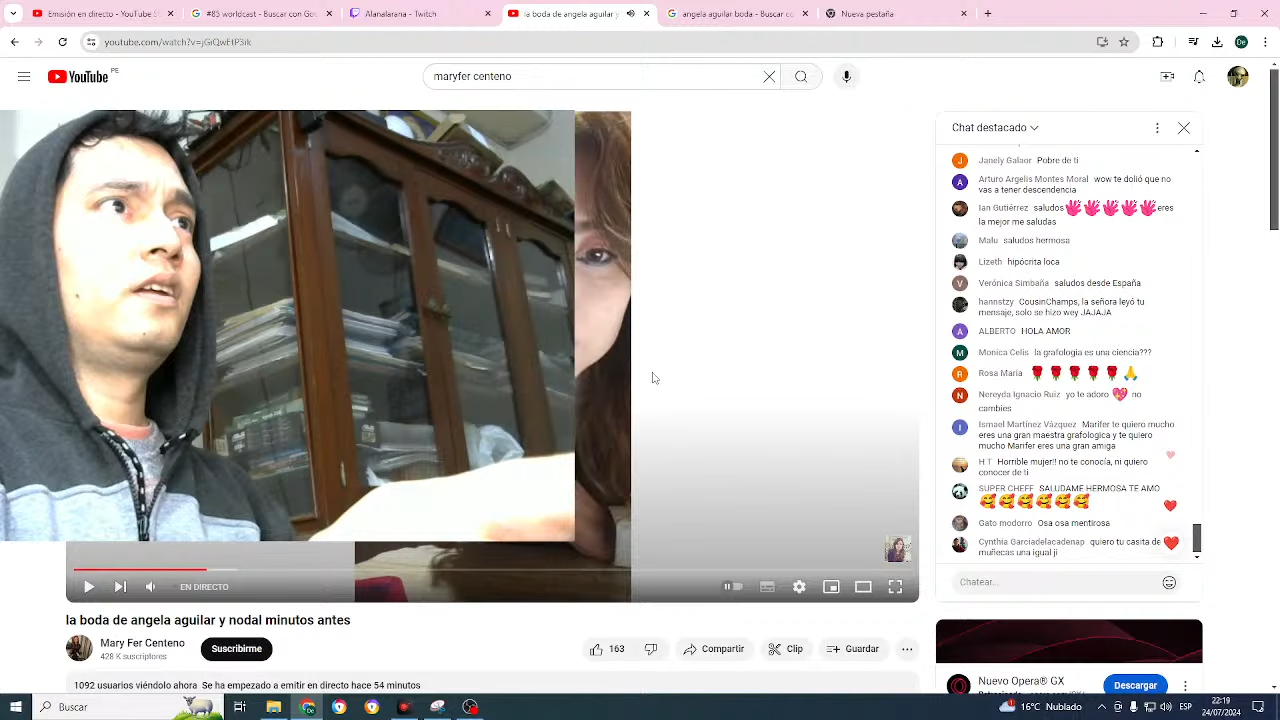 Emisión en directo - YouTube S
#85 worldcast - Buscar con Go
Alanalarana - Twitch
la boda de angela aguilar y
angela aguilar boda - Buscar co
Nueva pestaña
youtube.com/watch?v=jGiQwEtP3ik
De
YouTube
PE
maryfer centeno
Chat destacado
Janely Galaor Pobre de ti
Arturo Argelis Montes Moral wow te dolió que no
vas a tener descendencia
Ian Gutiérrez saludos eres
la mejor me saludas
Malu saludos hermosa
Lizeth hipócrita loca
Verónica Simbaña saludos desde España
hannstzy CousinChamps, la señora leyó tu
mensaje, solo se hizo wey JAJAJA
ALBERTO HOLA AMOR
Monica Celis la grafologia es una ciencia???
Rosa María
Nereyda Ignacio Ruiz yo te adoro no
cambies
Ismael Martínez Vázquez Marifer te quiero mucho
eres una gran maestra grafologica y te quiero
mucho Marifer eres una gran amiga
H T Horrible mujer!! no te conocía, ni quiero
conocer de ti
SUPER CHEFF SALUDAME HERMOSA TE AMO
Gato modorro Osa osa mentirosa
Cynthia Garciadelacadenap quiero tu casita de
muñecas una igual ji
Chatear...
EN DIRECTO
la boda de angela aguilar y nodal minutos antes
Mary Fer Centeno
428 K suscriptores
Suscribirme
163
Compartir
Clip
Guardar
1092 usuarios viéndolo ahora Se ha empezado a emitir en directo hace 54 minutos
Nuevo Opera® GX
Descargar
Buscar
16°C Nublado
ESP
22:19
24/07/2024